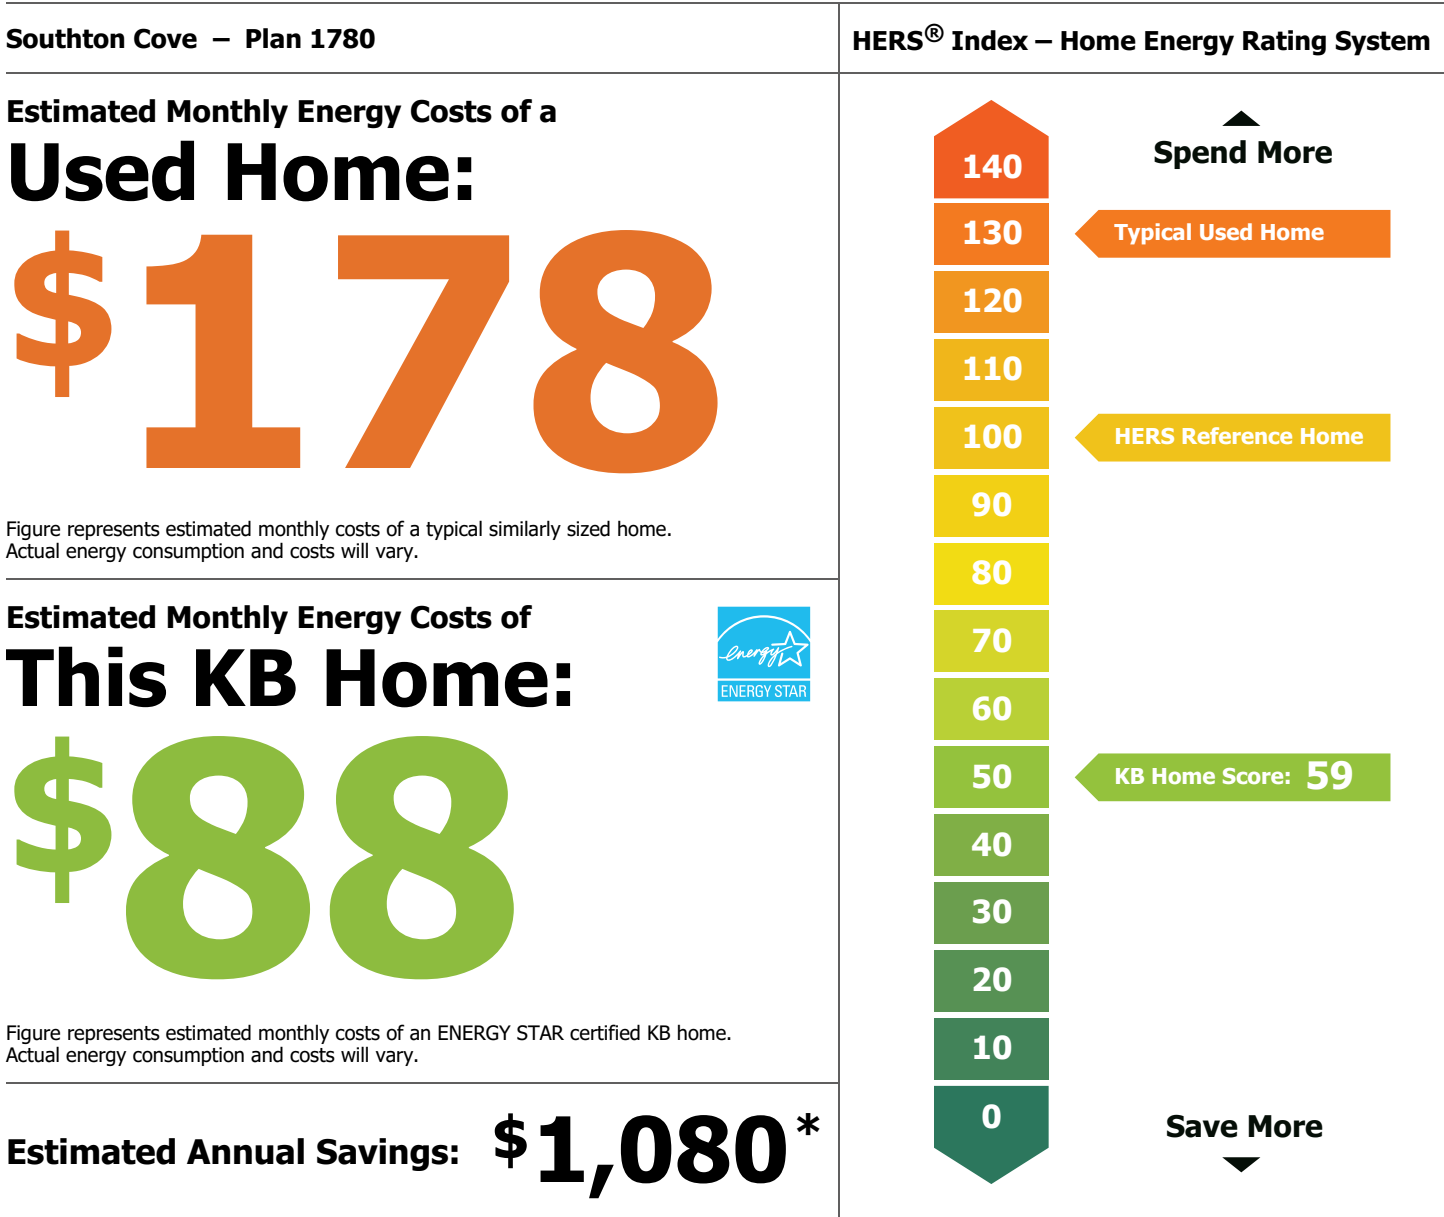 Southton Cove – Plan 1780
Estimated Monthly Energy Costs of a
Used Home:
$178
Figure represents estimated monthly costs of a typical similarly sized home.
Actual energy consumption and costs will vary.
Estimated Monthly Energy Costs of
This KB Home:
energy
ENERGY STAR
$88
Figure represents estimated monthly costs of an ENERGY STAR certified KB home.
Actual energy consumption and costs will vary.
Estimated Annual Savings: $1,080*
HERS® Index – Home Energy Rating System
Spend More
140
130
Typical Used Home
120
110
100
HERS Reference Home
90
80
70
60
50
KB Home Score: 59
40
30
20
10
0
Save More